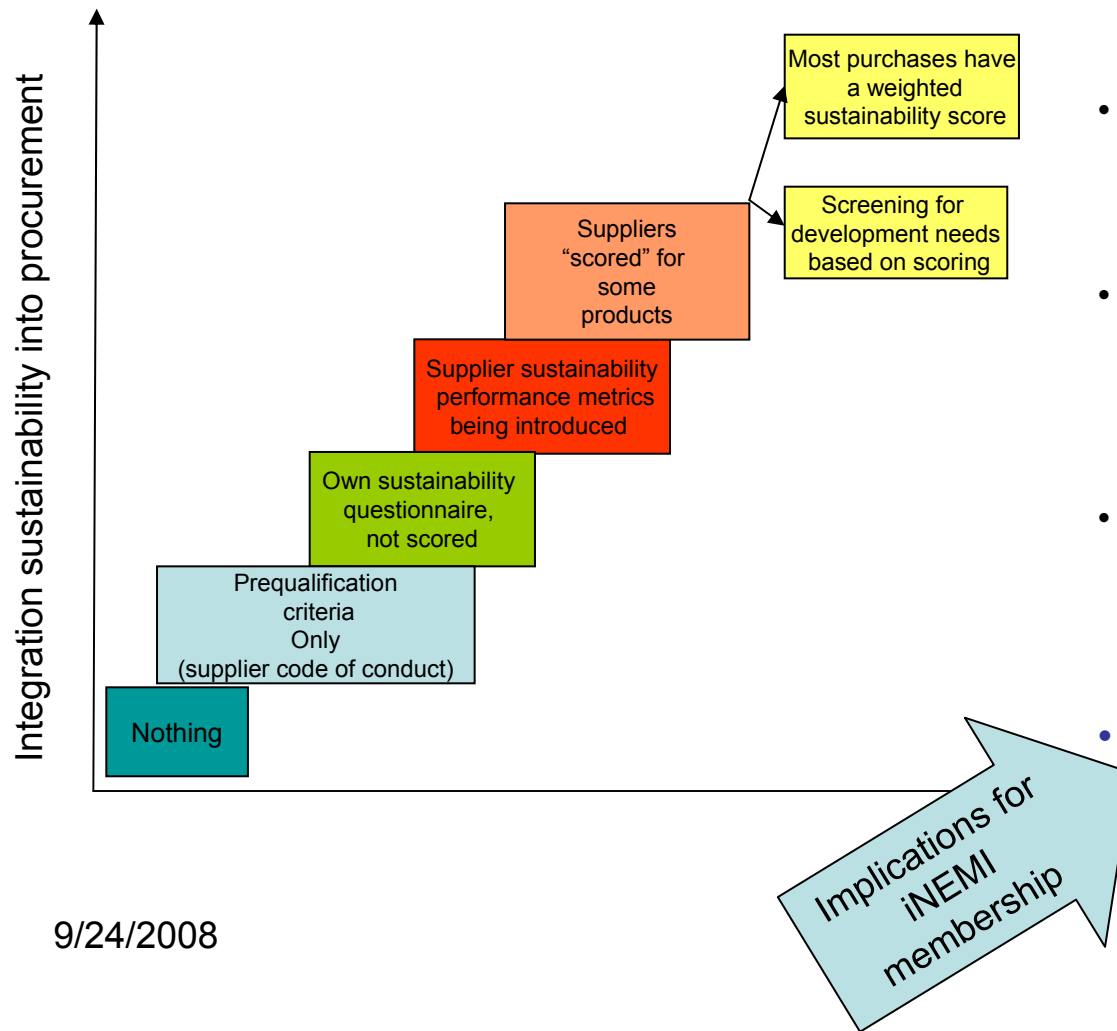 Integration sustainability into procurement
Most purchases have
a weighted
sustainability score
Screening for
development needs
based on scoring
Suppliers
“scored” for
some
products
Supplier sustainability
performance metrics
being introduced
Own sustainability
questionnaire,
not scored
Prequalification
criteria
Only
(supplier code of conduct)
Nothing
Implications for
iNEMI
membership
9/24/2008